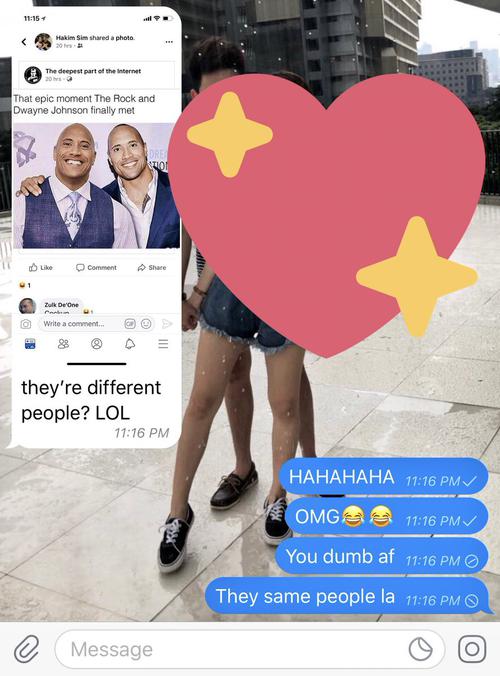 11:15
Hakim Sim shared a photo.
20 hrs
The deepest part of the Internet
20 hrs
That epic moment The Rock and
Dwayne Johnson finally met
Like Comment Share
1
Zulk De'One
1
Write a comment... GIF
they're different
people? LOL
11:16 PM
HAHAHAHA 11:16 PM
OMG😂😂 11:16 PM
You dumb af 11:16 PM
They same people la 11:16 PM
Message